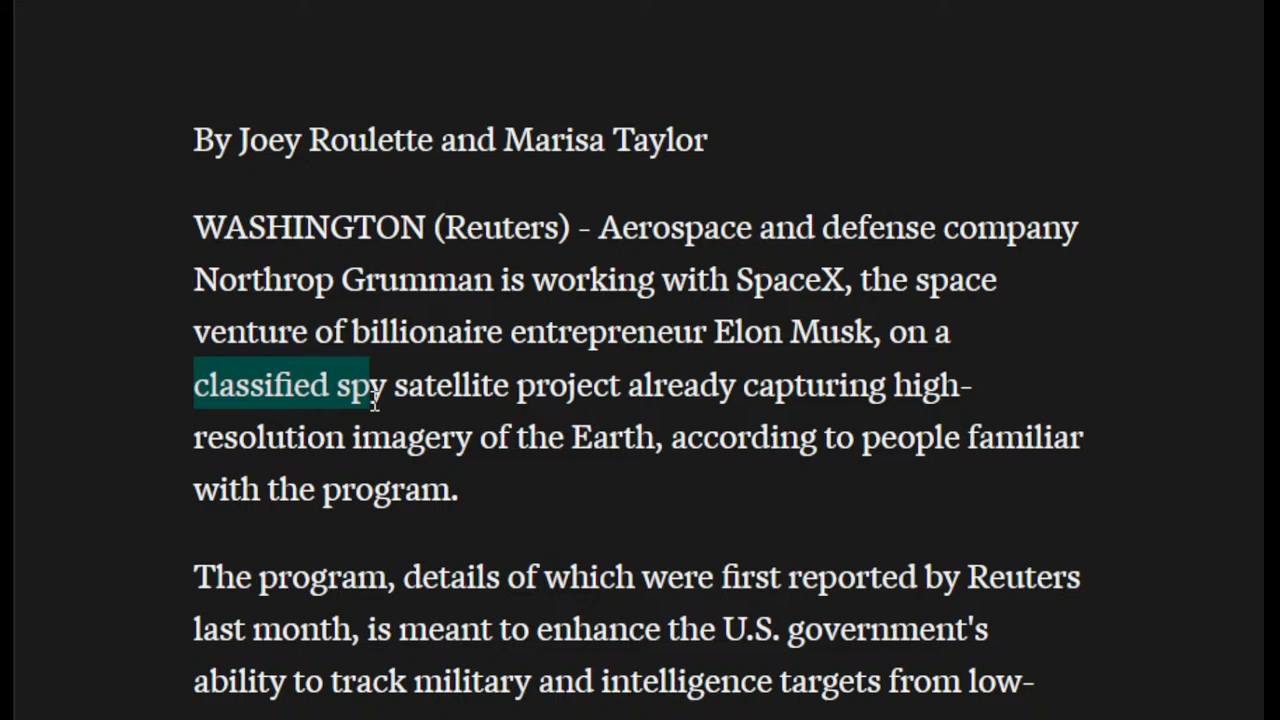 By Joey Roulette and Marisa Taylor
WASHINGTON (Reuters) - Aerospace and defense company
Northrop Grumman is working with SpaceX, the space
venture of billionaire entrepreneur Elon Musk, on a
classified spy satellite project already capturing high-
resolution imagery of the Earth, according to people familiar
with the program.
The program, details of which were first reported by Reuters
last month, is meant to enhance the U.S. government's
ability to track military and intelligence targets from low-